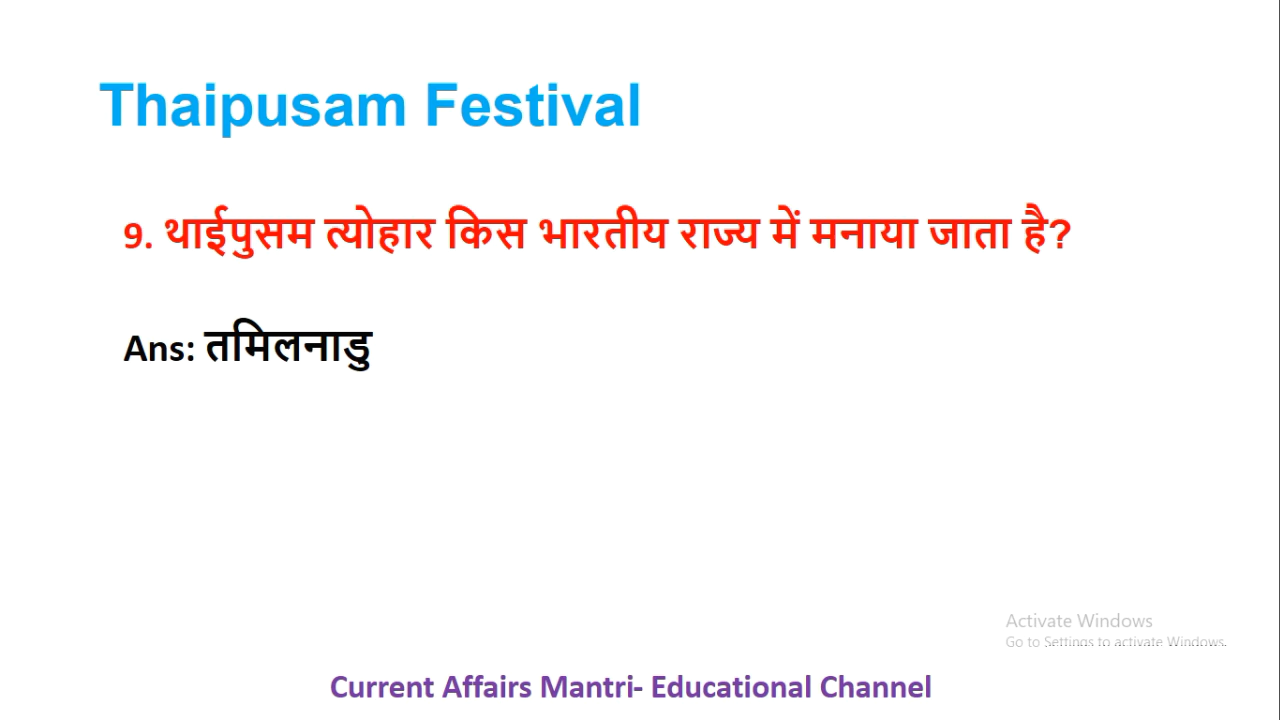 Thaipusam Festival
9. थाईपुसम त्योहार किस भारतीय राज्य में मनाया जाता है?
Ans: तमिलनाडु
Activate Windows
Go to Settings to activate Windows.
Current Affairs Mantri- Educational Channel